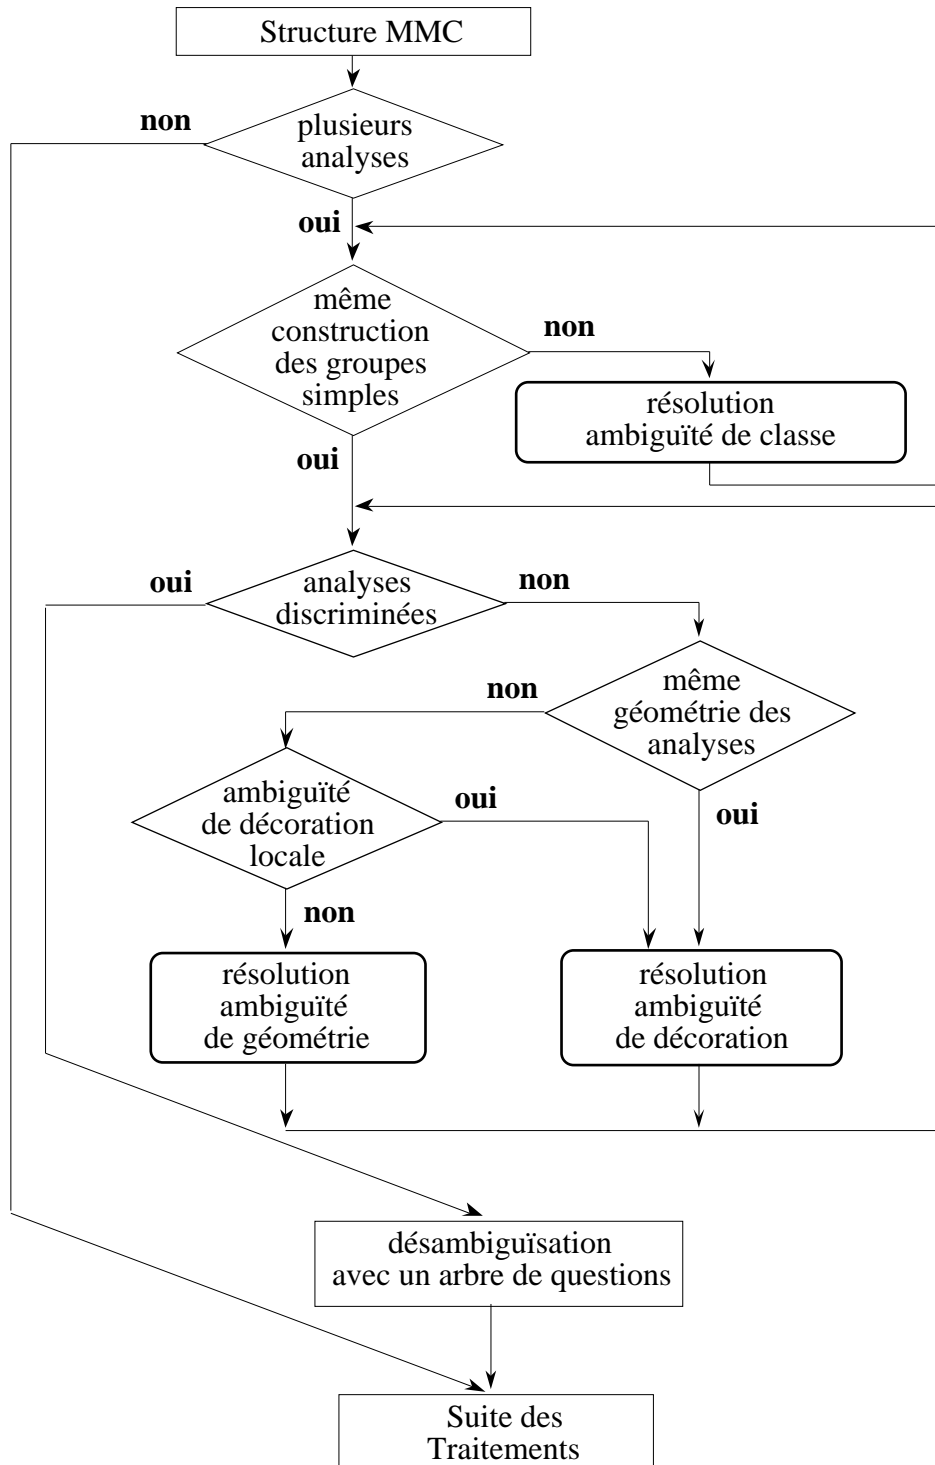 Structure MMC
non
plusieurs
analyses
oui
même
construction
des groupes
simples
non
résolution
ambiguïté de classe
oui
oui
analyses
discriminées
non
non
même
géométrie des
analyses
ambiguïté
de décoration
locale
oui
oui
non
résolution
ambiguïté
de géométrie
résolution
ambiguïté
de décoration
désambiguïsation
avec un arbre de questions
Suite des
Traitements